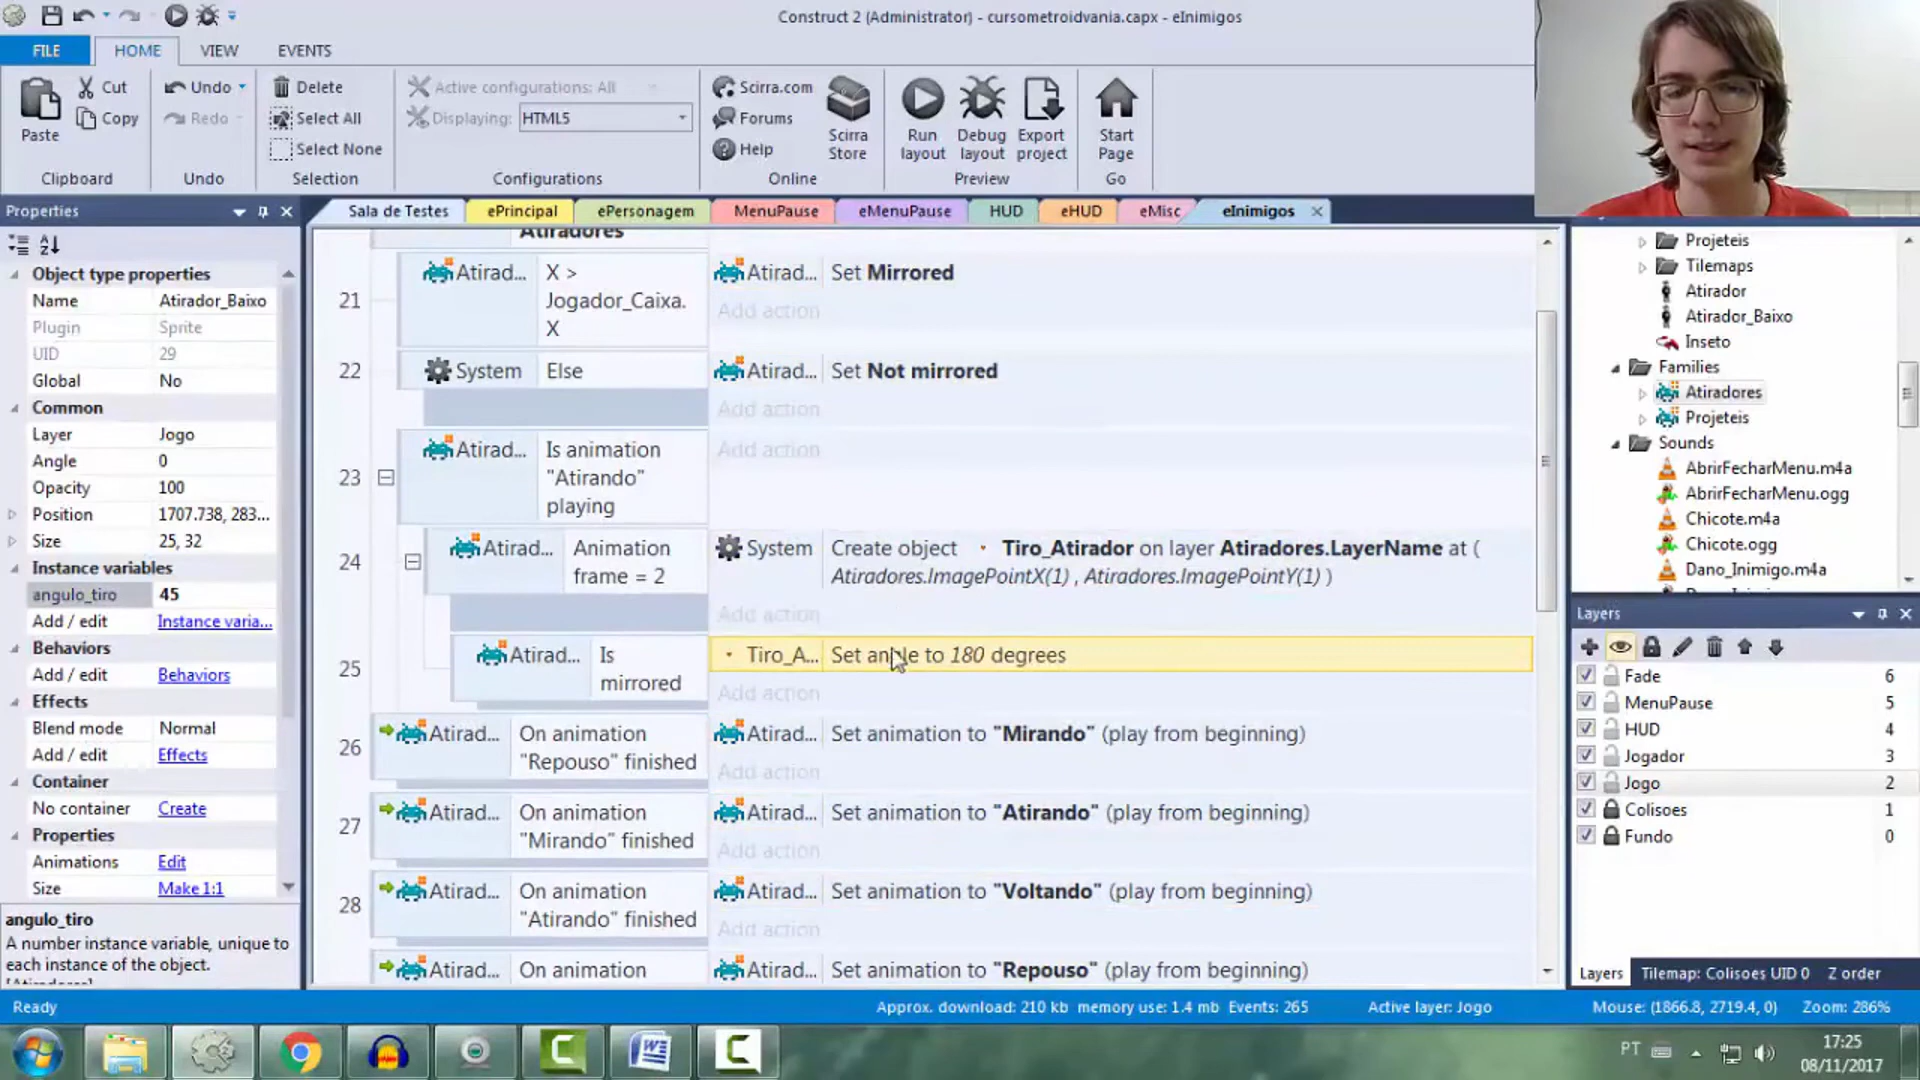 Construct 2 (Administrator) - cursometroidvania.capx - eInimigos
FILE
HOME
VIEW
EVENTS
Paste
Cut
Copy
Clipboard
Undo
Redo
Undo
Delete
Select All
Select None
Selection
Active configurations: All
Displaying:
HTML5
Configurations
Scirra.com
Forums
Help
Scirra Store
Online
Run layout
Debug layout
Export project
Preview
Start Page
Go
Properties
Sala de Testes
ePrincipal
ePersonagem
MenuPause
eMenuPause
HUD
eHUD
eMisc
eInimigos
Object type properties
Name Atirador_Baixo
Plugin Sprite
UID 29
Global No
Common
Layer Jogo
Angle 0
Opacity 100
Position 1707.738, 283...
Size 25, 32
Instance variables
angulo_tiro 45
Add / edit Instance varia...
Behaviors
Add / edit Behaviors
Effects
Blend mode Normal
Add / edit Effects
Container
No container Create
Properties
Animations Edit
Size Make 1:1
angulo_tiro
A number instance variable, unique to
each instance of the object.
Atiradores
21 Atirad... X > Jogador_Caixa.X
Atirad... Set Mirrored
Add action
22 System Else
Atirad... Set Not mirrored
Add action
23 Atirad... Is animation "Atirando" playing
Add action
24 Atirad... Animation frame = 2
System Create object Tiro_Atirador on layer Atiradores.LayerName at (
Atiradores.ImagePointX(1) , Atiradores.ImagePointY(1) )
Add action
25 Atirad... Is mirrored
Tiro_A... Set angle to 180 degrees
Add action
26 Atirad... On animation "Repouso" finished
Atirad... Set animation to "Mirando" (play from beginning)
Add action
27 Atirad... On animation "Mirando" finished
Atirad... Set animation to "Atirando" (play from beginning)
Add action
28 Atirad... On animation "Atirando" finished
Atirad... Set animation to "Voltando" (play from beginning)
Add action
Atirad... On animation
Atirad... Set animation to "Repouso" (play from beginning)
Projeteis
Tilemaps
Atirador
Atirador_Baixo
Inseto
Families
Atiradores
Projeteis
Sounds
AbrirFecharMenu.m4a
AbrirFecharMenu.ogg
Chicote.m4a
Chicote.ogg
Dano_Inimigo.m4a
Layers
Fade 6
MenuPause 5
HUD 4
Jogador 3
Jogo 2
Colisoes 1
Fundo 0
Layers
Tilemap: Colisoes UID 0
Z order
Ready
Approx. download: 210 kb memory use: 1.4 mb Events: 265
Active layer: Jogo
Mouse: (1866.8, 2719.4, 0)
Zoom: 286%
PT
17:25
08/11/2017